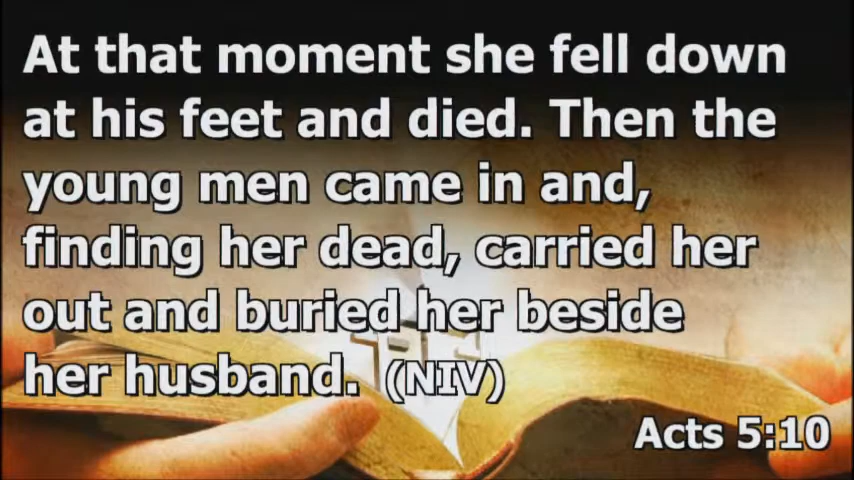 At that moment she fell down
at his feet and died. Then the
young men came in and,
finding her dead, carried her
out and buried her beside
her husband. (NIV)
Acts 5:10